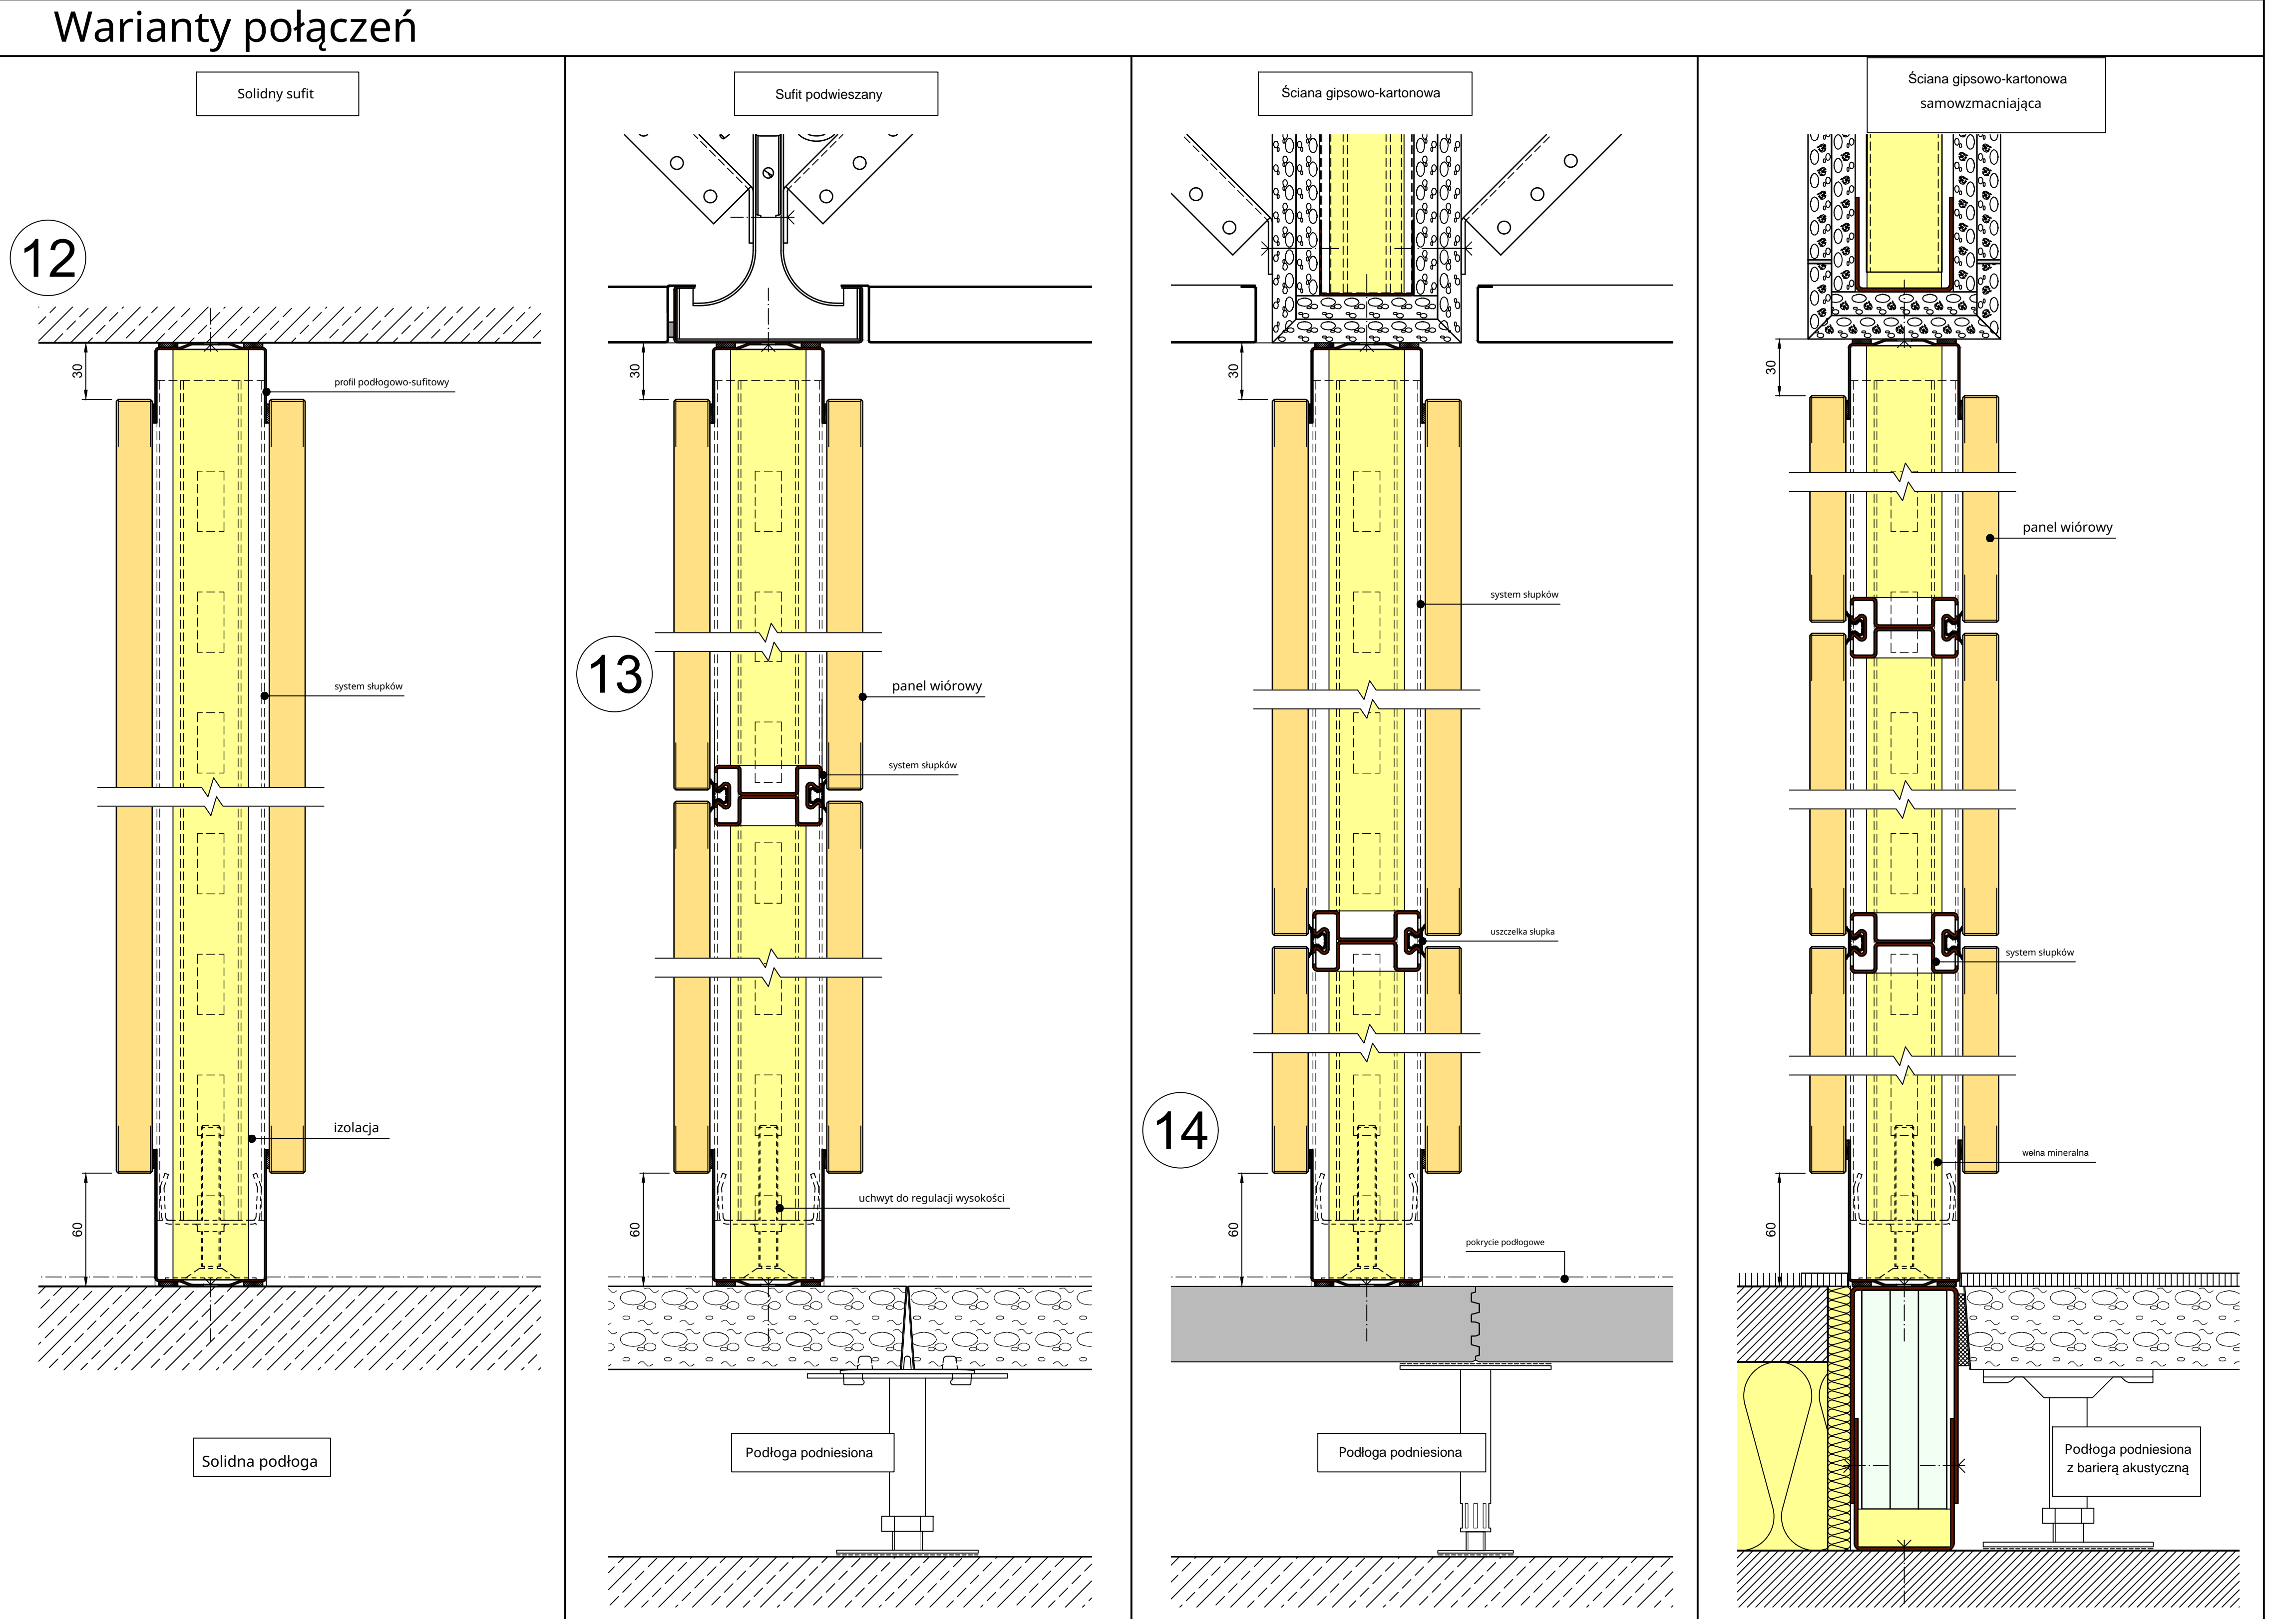 Warianty połączeń
Solidny sufit
12
30
profil podłogowo-sufitowy
system słupków
izolacja
60
Solidna podłoga
Sufit podwieszany
30
13
panel wiórowy
system słupków
uchwyt do regulacji wysokości
60
Podłoga podniesiona
Ściana gipsowo-kartonowa
30
system słupków
uszczelka słupka
14
60
pokrycie podłogowe
Podłoga podniesiona
Ściana gipsowo-kartonowa
samowzmacniająca
30
panel wiórowy
system słupków
wełna mineralna
60
Podłoga podniesiona
z barierą akustyczną